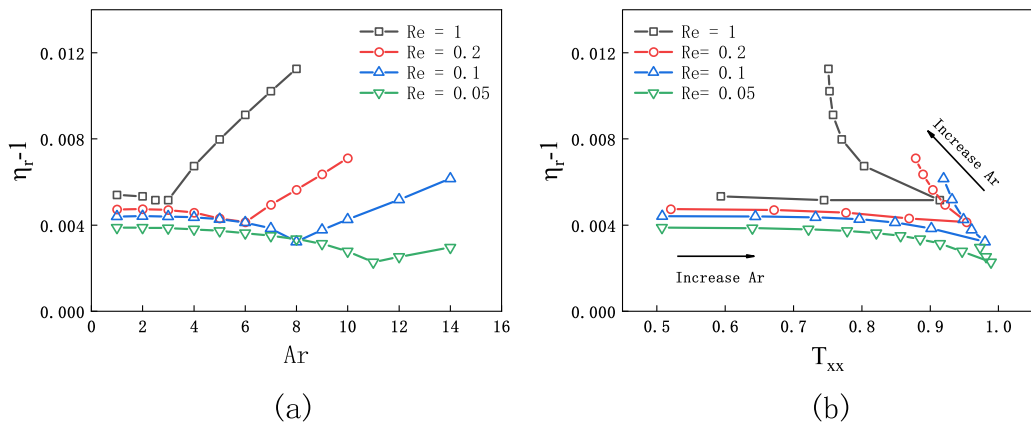 0.012
0.008
0.004
0.000
ηr-1
0 2 4 6 8 10 12 14 16
Ar
Re = 1
Re = 0.2
Re = 0.1
Re = 0.05
(a)
0.012
0.008
0.004
0.000
ηr-1
0.5 0.6 0.7 0.8 0.9 1.0
Txx
Re = 1
Re= 0.2
Re= 0.1
Re= 0.05
Increase Ar
Increase Ar
(b)